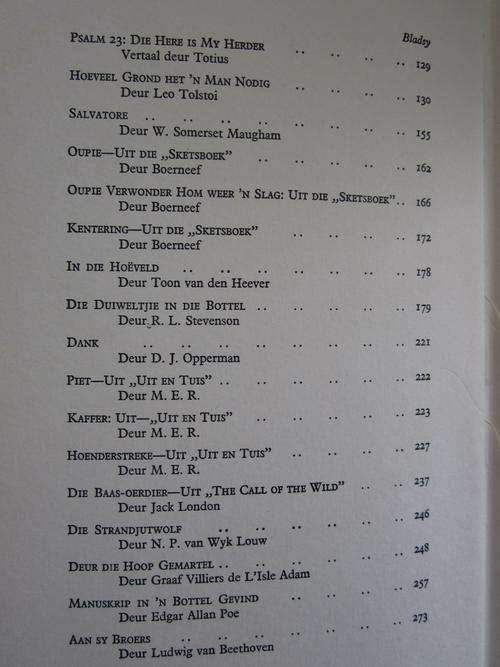 Bladsy
Psalm 23: Die Here is My Herder .. .. .. .. 129
Vertaal deur Totius
Hoeveel Grond het 'n Man Nodig .. .. .. .. 130
Deur Leo Tolstoi
Salvatore .. .. .. .. .. .. .. 155
Deur W. Somerset Maugham
Oupie—Uit die „Sketsboek” .. .. .. .. .. 162
Deur Boerneef
Oupie Verwonder Hom weer 'n Slag: Uit die „Sketsboek”.. 166
Deur Boerneef
Kentering—Uit die „Sketsboek” .. .. .. .. 172
Deur Boerneef
In die Hoëveld .. .. .. .. .. .. .. 178
Deur Toon van den Heever
Die Duiweltjie in die Bottel .. .. .. .. .. 179
Deur R. L. Stevenson
Dank .. .. .. .. .. .. .. .. 221
Deur D. J. Opperman
Piet—Uit „Uit en Tuis” .. .. .. .. .. .. 222
Deur M. E. R.
Kaffer: Uit—„Uit en Tuis” .. .. .. .. .. 223
Deur M. E. R.
Hoenderstreke—Uit „Uit en Tuis” .. .. .. .. 227
Deur M. E. R.
Die Baas-oerdier—Uit „The Call of the Wild” .. .. 237
Deur Jack London
Die Strandjutwolf .. .. .. .. .. .. 246
Deur N. P. van Wyk Louw
Deur die Hoop Gemartel .. .. .. .. .. .. 248
Deur Graaf Villiers de L'Isle Adam
Manuskrip in 'n Bottel Gevind .. .. .. .. 257
Deur Edgar Allan Poe
Aan sy Broers .. .. .. .. .. .. .. 273
Deur Ludwig van Beethoven